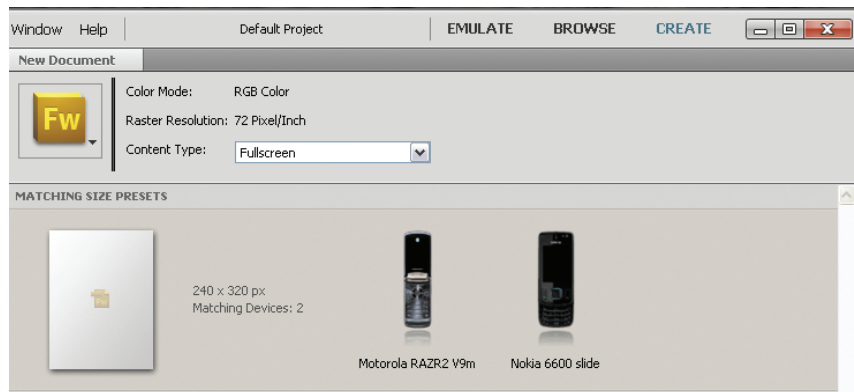 Window Help Default Project EMULATE BROWSE CREATE
New Document
Fw
Color Mode: RGB Color
Raster Resolution: 72 Pixel/Inch
Content Type: Fullscreen
MATCHING SIZE PRESETS
240 x 320 px
Matching Devices: 2
Motorola RAZR2 V9m Nokia 6600 slide